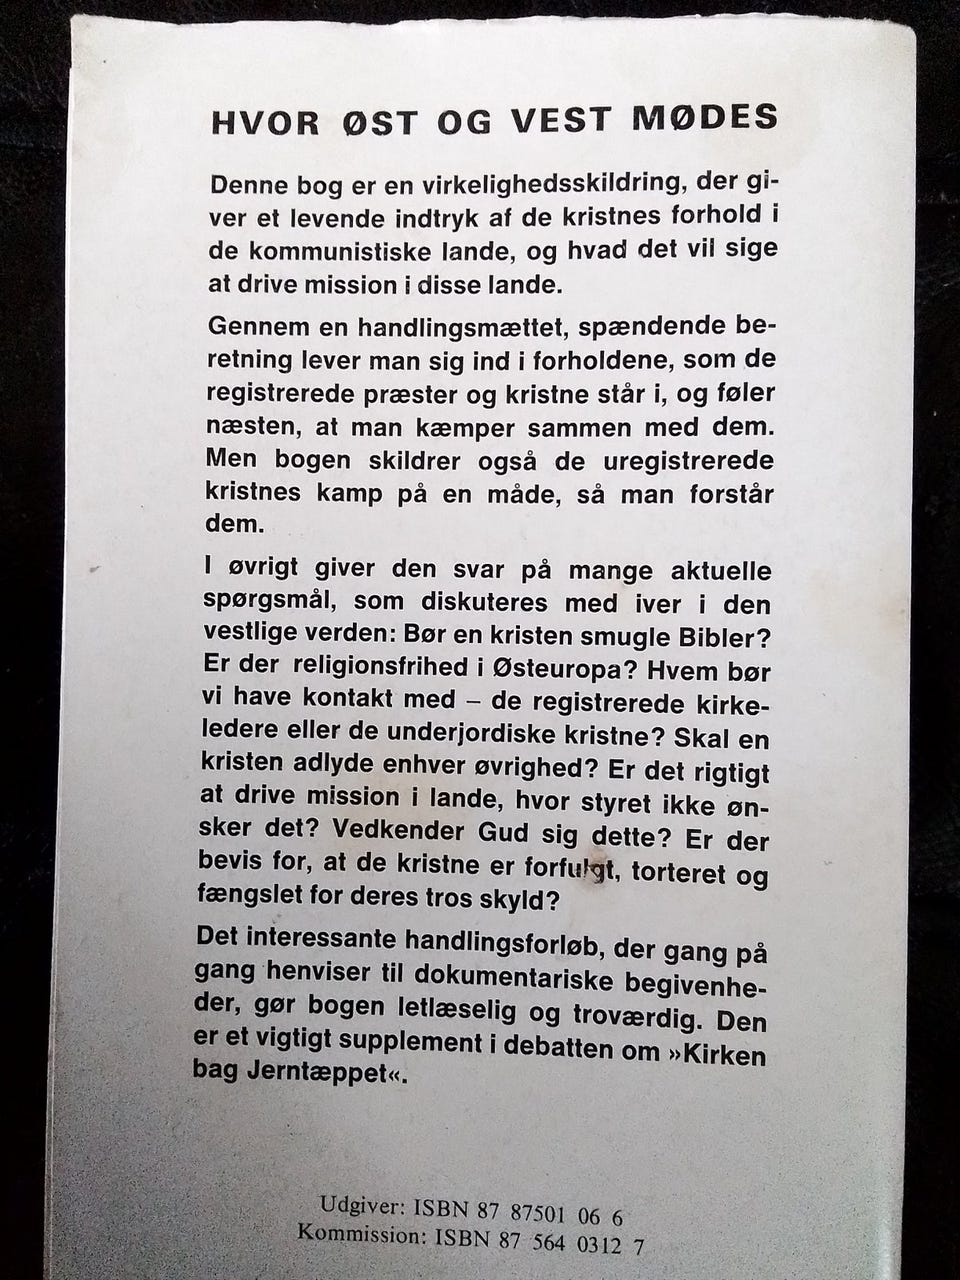 HVOR ØST OG VEST MØDES
Denne bog er en virkelighedsskildring, der gi-
ver et levende indtryk af de kristnes forhold i
de kommunistiske lande, og hvad det vil sige
at drive mission i disse lande.
Gennem en handlingsmættet, spændende be-
retning lever man sig ind i forholdene, som de
registrerede præster og kristne står i, og føler
næsten, at man kæmper sammen med dem.
Men bogen skildrer også de uregistrerede
kristnes kamp på en måde, så man forstår
dem.
I øvrigt giver den svar på mange aktuelle
spørgsmål, som diskuteres med iver i den
vestlige verden: Bør en kristen smugle Bibler?
Er der religionsfrihed i Østeuropa? Hvem bør
vi have kontakt med – de registrerede kirke-
ledere eller de underjordiske kristne? Skal en
kristen adlyde enhver øvrighed? Er det rigtigt
at drive mission i lande, hvor styret ikke øn-
sker det? Vedkender Gud sig dette? Er der
bevis for, at de kristne er forfulgt, torteret og
fængslet for deres tros skyld?
Det interessante handlingsforløb, der gang på
gang henviser til dokumentariske begivenhe-
der, gør bogen letlæselig og troværdig. Den
er et vigtigt supplement i debatten om »Kirken
bag Jerntæppet«.
Udgiver: ISBN 87 87501 06 6
Kommission: ISBN 87 564 0312 7